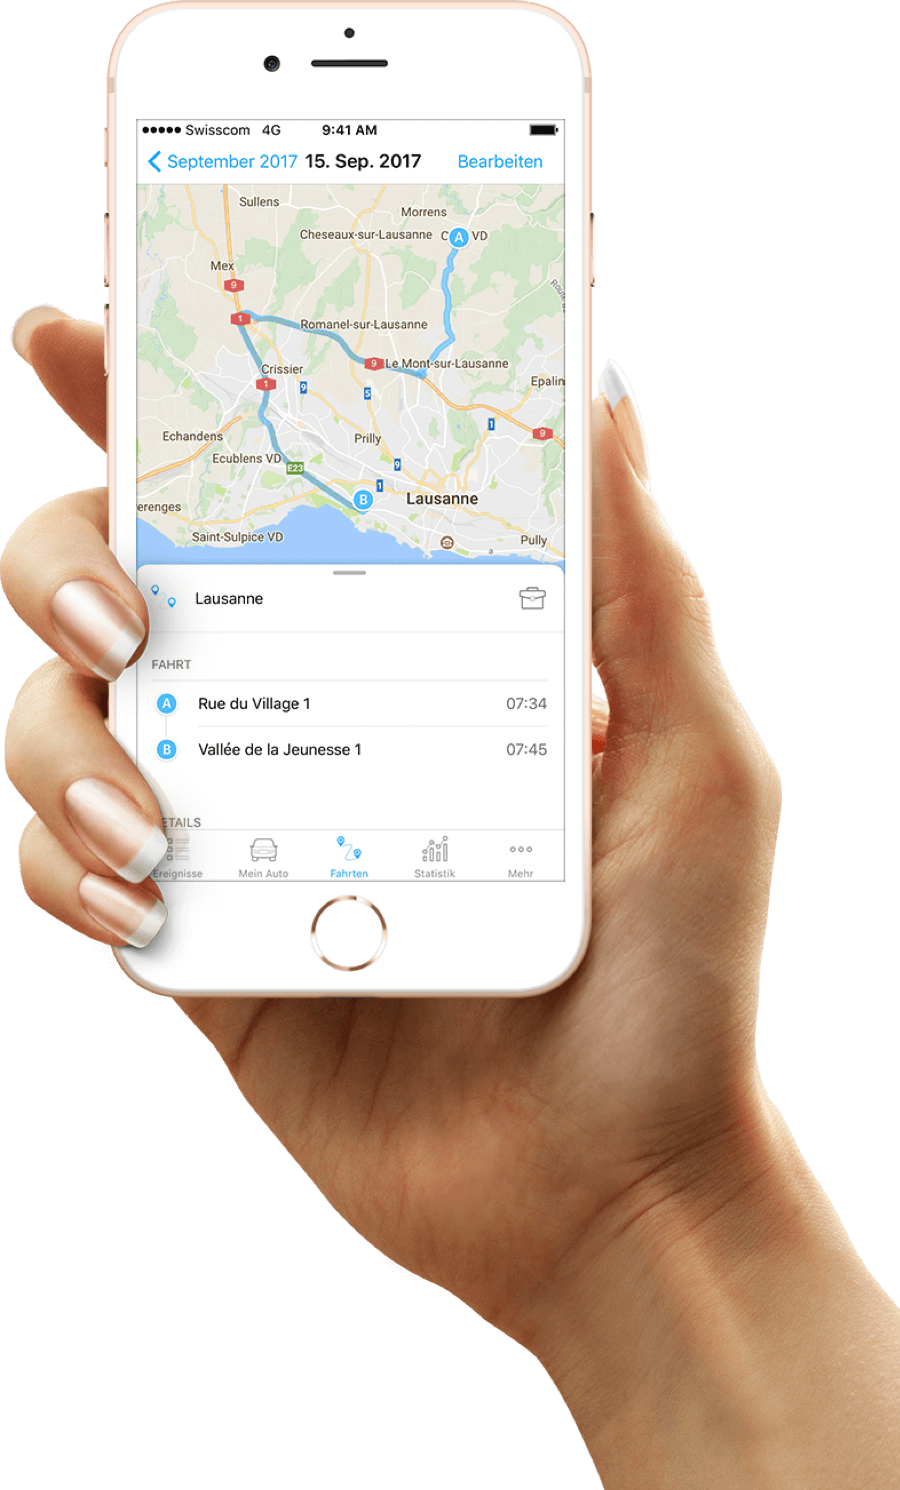 Swisscom 4G 9:41 AM
September 2017 15. Sep. 2017 Bearbeiten
Sullens
Morrens
Cheseaux-sur-Lausanne C VD
Mex
9
1
Romanel-sur-Lausanne
9 Le Mont-sur-Lausanne
Crissier
1
9
5
Epalin
1
9
Echandens
Prilly
Ecublens VD
9
E23
1
B
Lausanne
erenges
Saint-Sulpice VD
Pully
A
Route d
Lausanne
FAHRT
A Rue du Village 1 07:34
B Vallée de la Jeunesse 1 07:45
ETAILS
Ereignisse Mein Auto Fahrten Statistik Mehr